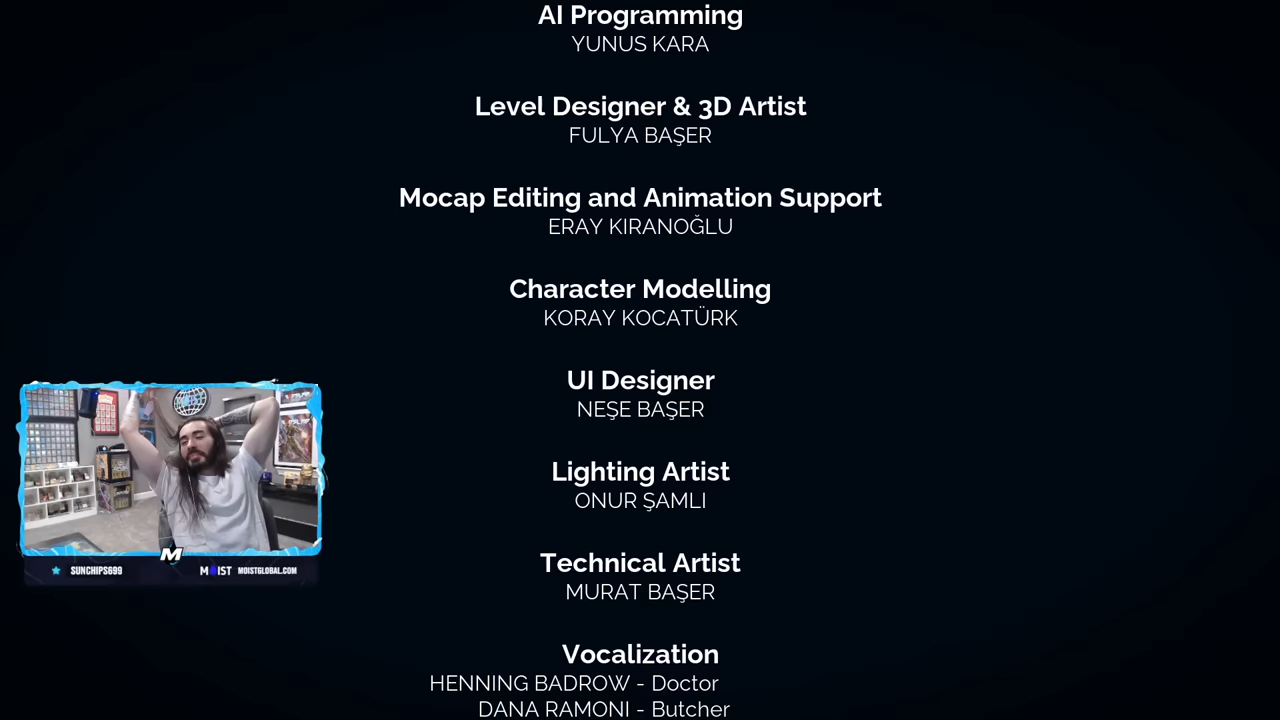 AI Programming
YUNUS KARA
Level Designer & 3D Artist
FULYA BAŞER
Mocap Editing and Animation Support
ERAY KIRANOĞLU
Character Modelling
KORAY KOCATÜRK
UI Designer
NEŞE BAŞER
Lighting Artist
ONUR ŞAMLI
Technical Artist
MURAT BAŞER
Vocalization
HENNING BADROW - Doctor
DANA RAMONI - Butcher
M
SUNCHIPS699
MOIST MOISTGLOBAL.COM